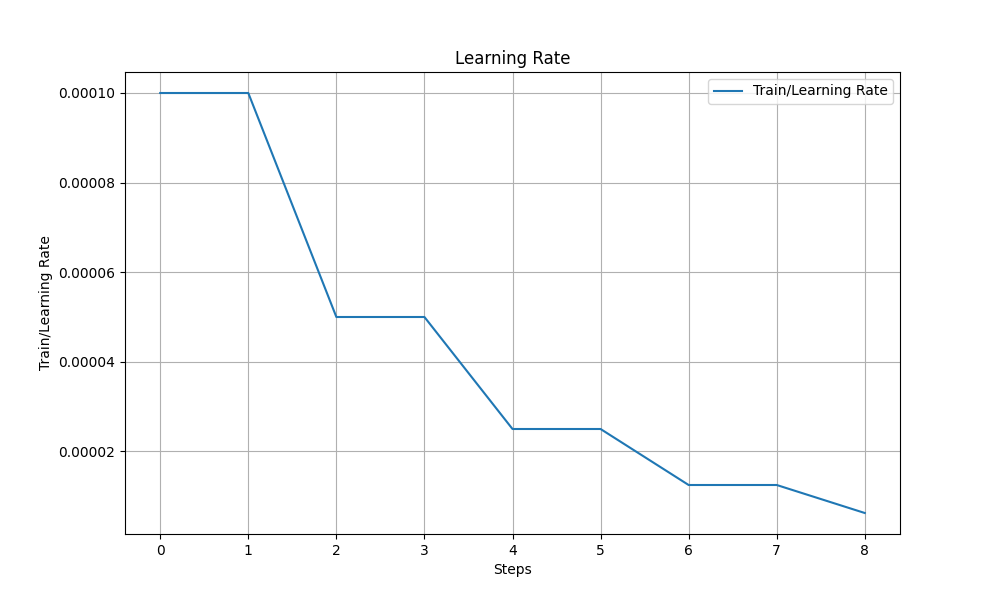 Learning Rate
Train/Learning Rate
0.00010
0.00008
0.00006
0.00004
0.00002
Train/Learning Rate
0 1 2 3 4 5 6 7 8
Steps